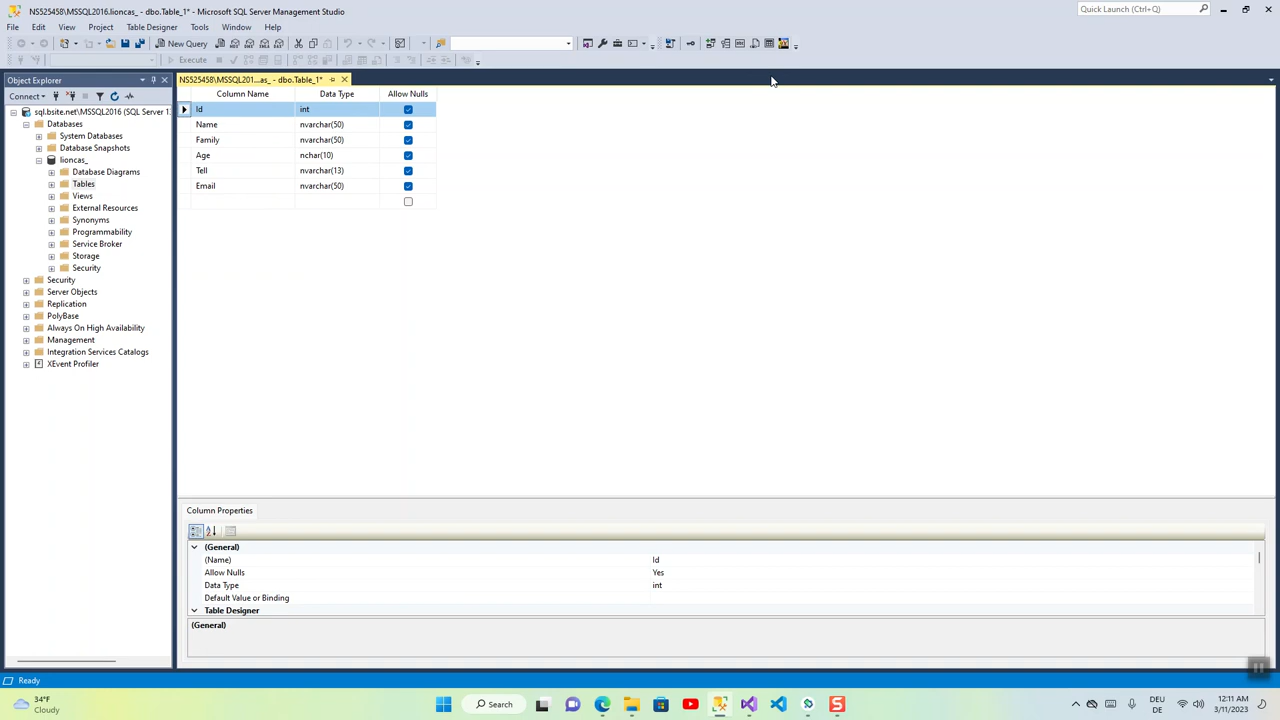 NS525458\MSSQL2016.lioncas_ - dbo.Table_1* - Microsoft SQL Server Management Studio
Quick Launch (Ctrl+Q)
File Edit View Project Table Designer Tools Window Help
New Query
Execute
Object Explorer
NS525458\MSSQL201...as_ - dbo.Table_1*
Connect
Column Name Data Type Allow Nulls
sql.bsite.net\MSSQL2016 (SQL Server 1
Databases
System Databases
Database Snapshots
lioncas_
Database Diagrams
Tables
Views
External Resources
Synonyms
Programmability
Service Broker
Storage
Security
Security
Server Objects
Replication
PolyBase
Always On High Availability
Management
Integration Services Catalogs
XEvent Profiler
Id int
Name nvarchar(50)
Family nvarchar(50)
Age nchar(10)
Tell nvarchar(13)
Email nvarchar(50)
Column Properties
(General)
(Name) Id
Allow Nulls Yes
Data Type int
Default Value or Binding
Table Designer
(General)
Ready
34°F
Cloudy
Search
DEU
DE
12:11 AM
3/11/2023